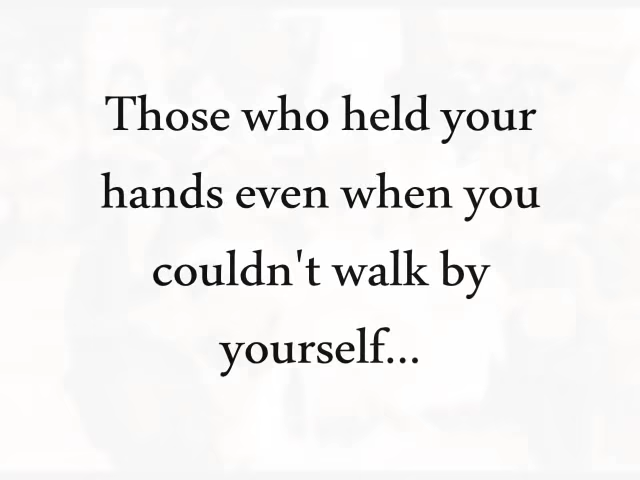 Those who held your
hands even when you
couldn't walk by
yourself...